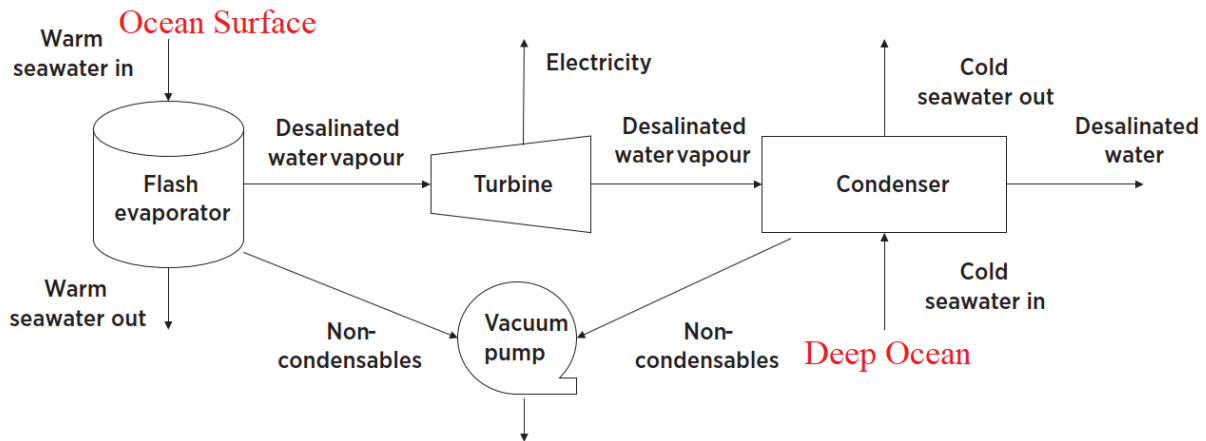 Ocean Surface
Warm
seawater in
Electricity
Cold
seawater out
Desalinated
water vapour
Desalinated
water vapour
Desalinated
water
Flash
evaporator
Turbine
Condenser
Warm
seawater out
Cold
seawater in
Non-
condensables
Vacuum
pump
Non-
condensables
Deep Ocean